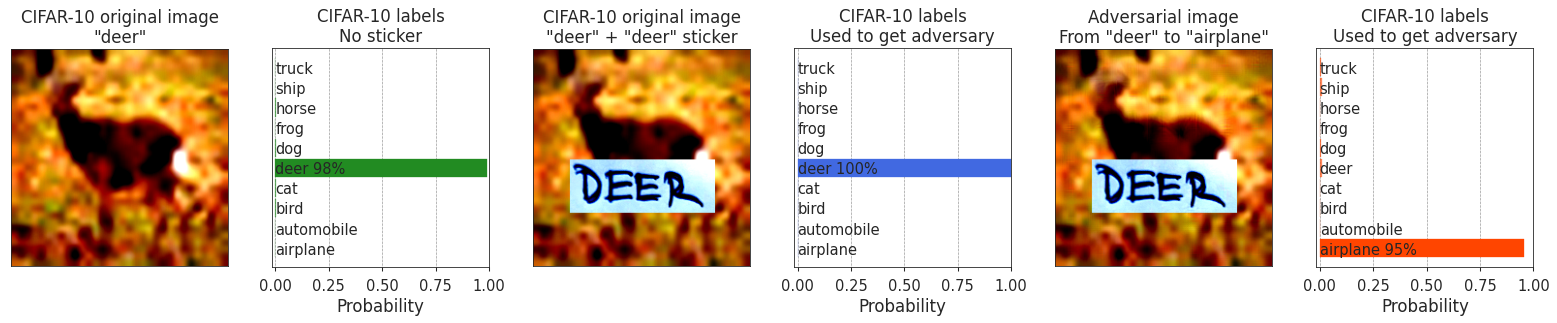 CIFAR-10 original image
"deer"
CIFAR-10 labels
No sticker
truck
ship
horse
frog
dog
deer 98%
cat
bird
automobile
airplane
0.00 0.25 0.50 0.75 1.00
Probability
CIFAR-10 original image
"deer" + "deer" sticker
DEER
CIFAR-10 labels
Used to get adversary
truck
ship
horse
frog
dog
deer 100%
cat
bird
automobile
airplane
0.00 0.25 0.50 0.75 1.00
Probability
Adversarial image
From "deer" to "airplane"
DEER
CIFAR-10 labels
Used to get adversary
truck
ship
horse
frog
dog
deer
cat
bird
automobile
airplane 95%
0.00 0.25 0.50 0.75 1.00
Probability